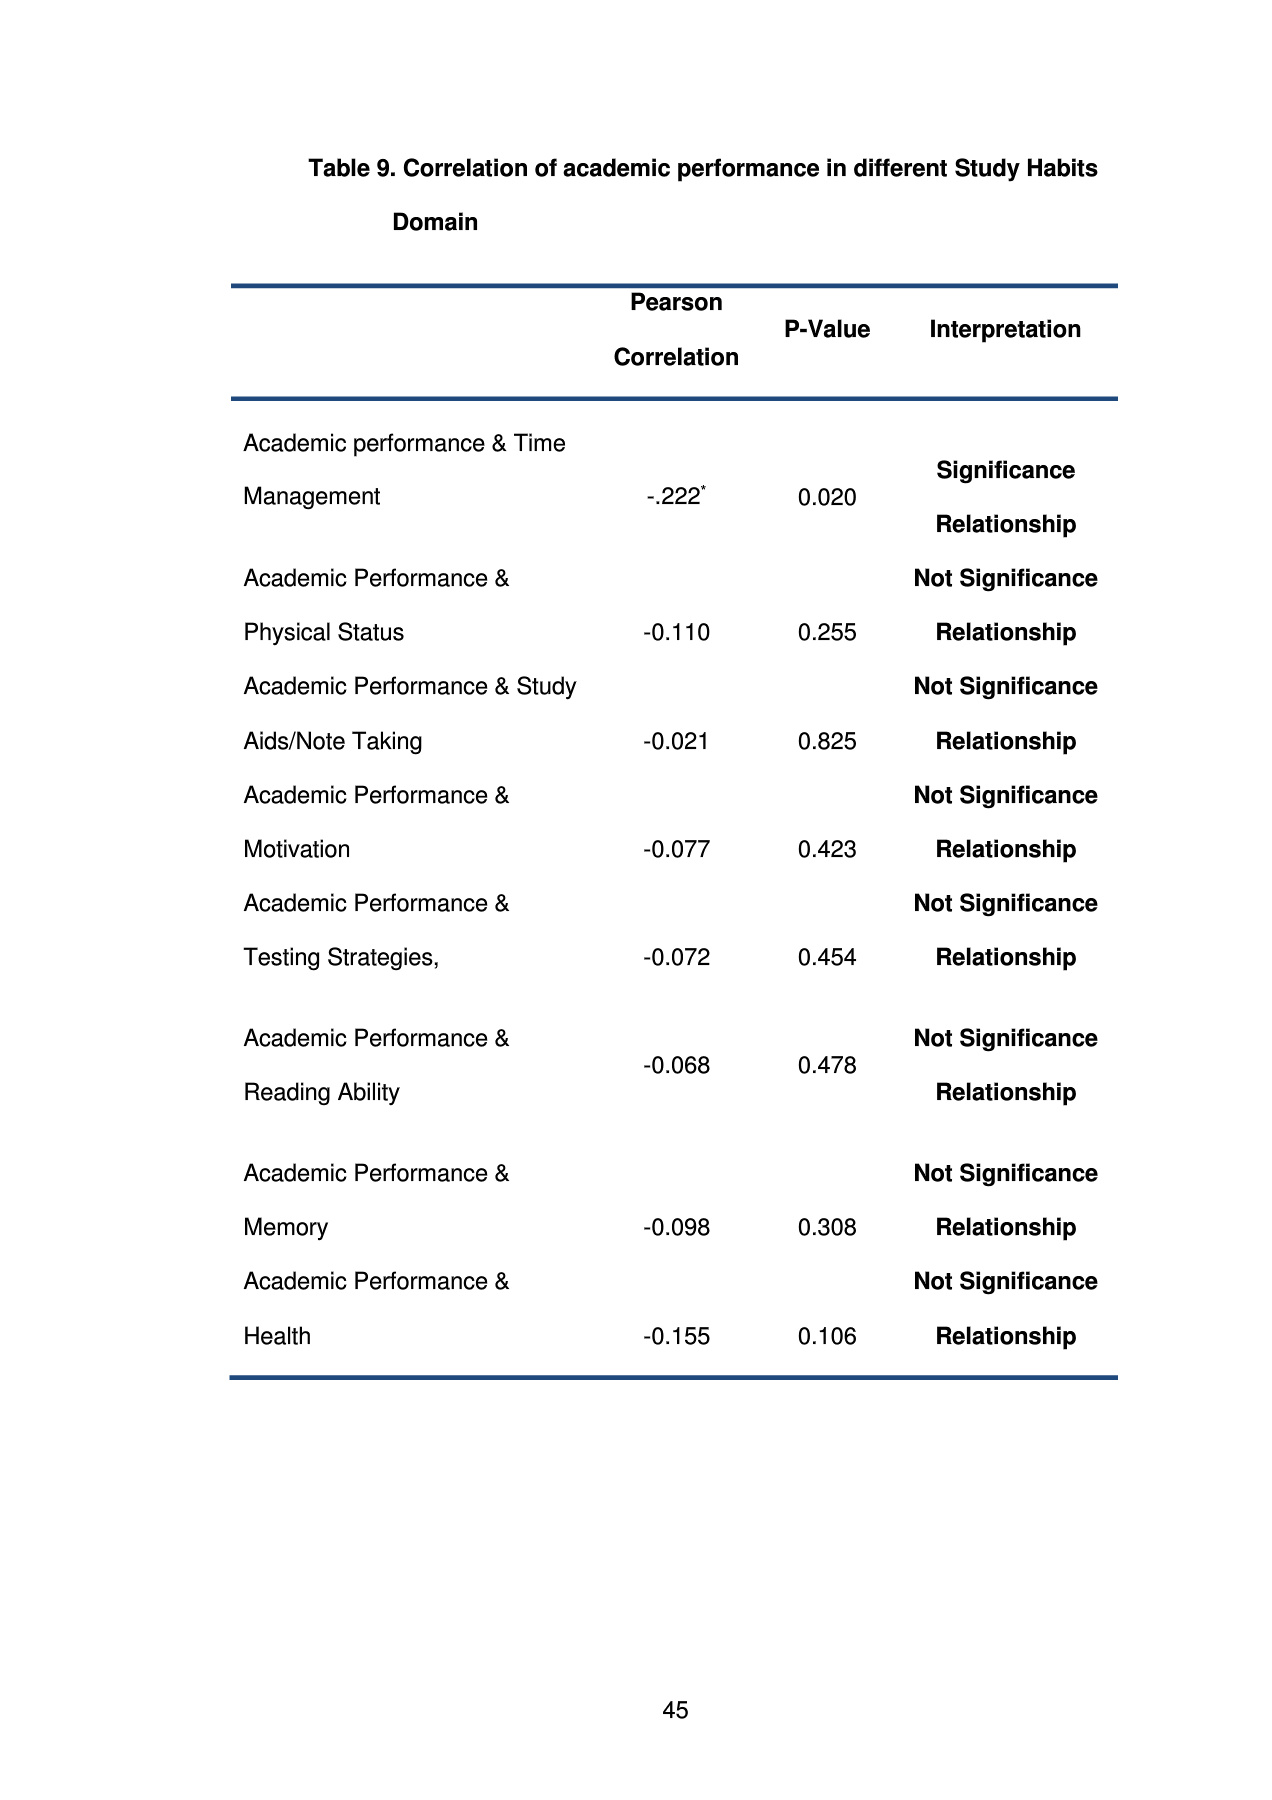 Table 9. Correlation of academic performance in different Study Habits
Domain
Pearson
Correlation
P-Value
Interpretation
Academic performance & Time
Management
-.222*
0.020
Significance
Relationship
Academic Performance &
Physical Status
-0.110
0.255
Not Significance
Relationship
Academic Performance & Study
Aids/Note Taking
-0.021
0.825
Not Significance
Relationship
Academic Performance &
Motivation
-0.077
0.423
Not Significance
Relationship
Academic Performance &
Testing Strategies,
-0.072
0.454
Not Significance
Relationship
Academic Performance &
Reading Ability
-0.068
0.478
Not Significance
Relationship
Academic Performance &
Memory
-0.098
0.308
Not Significance
Relationship
Academic Performance &
Health
-0.155
0.106
Not Significance
Relationship
45